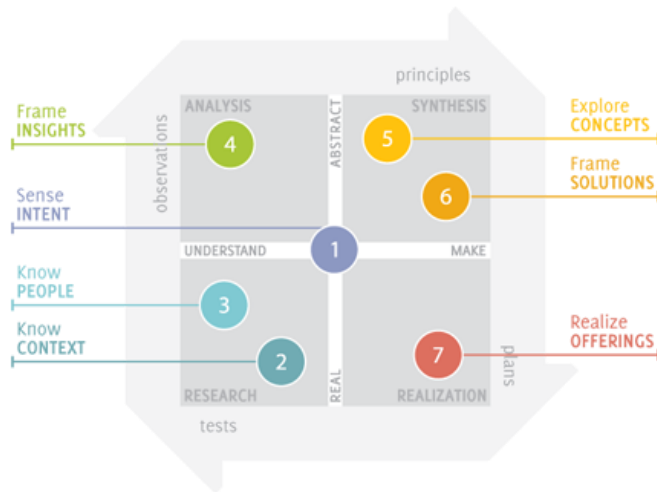 principles
Frame
INSIGHTS
ANALYSIS
4
observations
ABSTRACT
SYNTHESIS
5
6
Explore
CONCEPTS
Frame
SOLUTIONS
Sense
INTENT
UNDERSTAND
1
MAKE
Know
PEOPLE
3
Know
CONTEXT
2
RESEARCH
REAL
7
REALIZATION
Realize
OFFERINGS
plans
tests